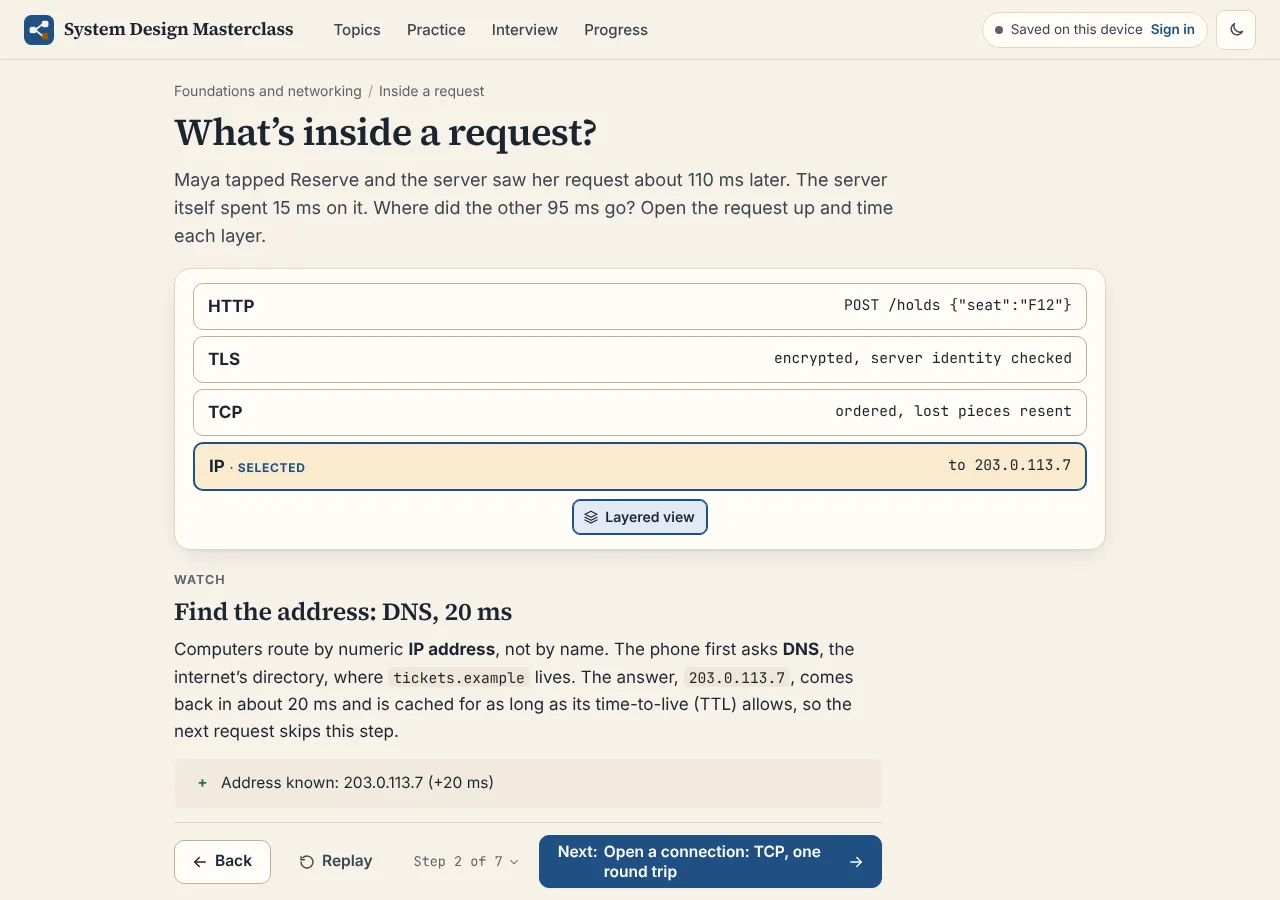 System Design Masterclass
Topics
Practice
Interview
Progress
Saved on this device Sign in
Foundations and networking / Inside a request
What’s inside a request?
Maya tapped Reserve and the server saw her request about 110 ms later. The server
itself spent 15 ms on it. Where did the other 95 ms go? Open the request up and time
each layer.
HTTP
POST /holds {"seat":"F12"}
TLS
encrypted, server identity checked
TCP
ordered, lost pieces resent
IP · SELECTED
to 203.0.113.7
Layered view
WATCH
Find the address: DNS, 20 ms
Computers route by numeric IP address, not by name. The phone first asks DNS, the
internet’s directory, where tickets.example lives. The answer, 203.0.113.7, comes
back in about 20 ms and is cached for as long as its time-to-live (TTL) allows, so the
next request skips this step.
+ Address known: 203.0.113.7 (+20 ms)
Back
Replay
Step 2 of 7
Next: Open a connection: TCP, one
round trip